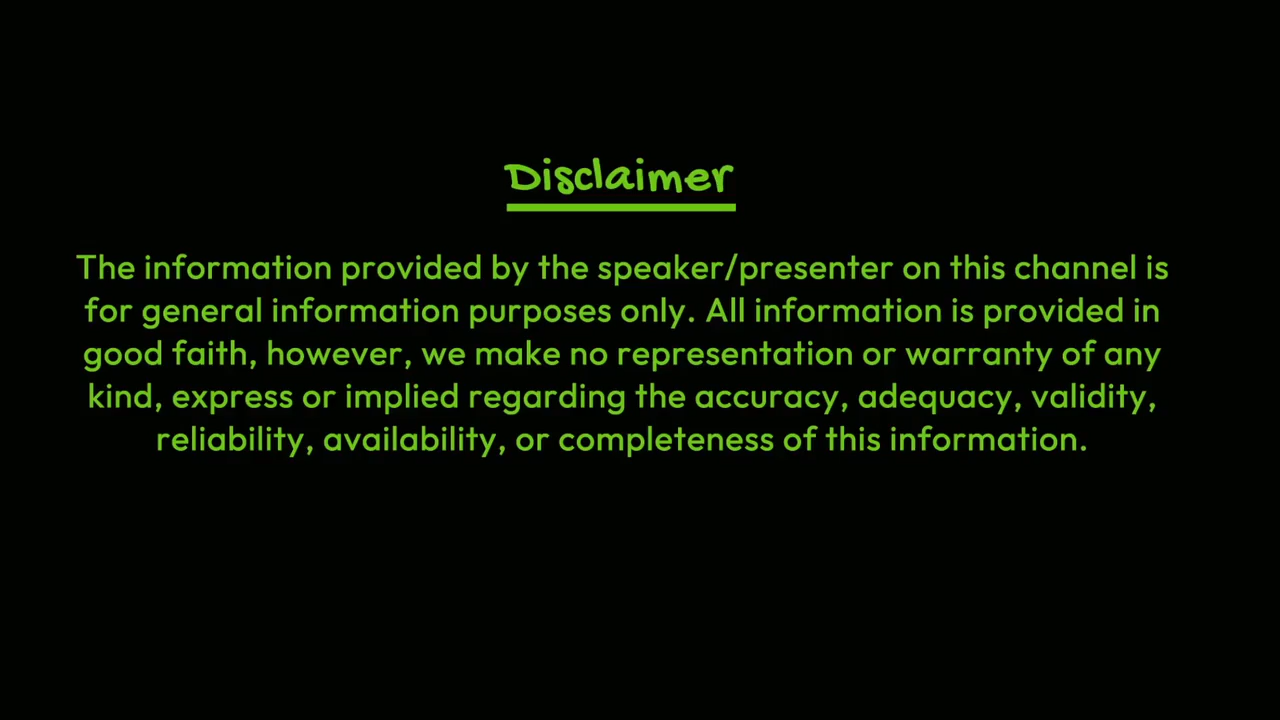 Disclaimer
The information provided by the speaker/presenter on this channel is
for general information purposes only. All information is provided in
good faith, however, we make no representation or warranty of any
kind, express or implied regarding the accuracy, adequacy, validity,
reliability, availability, or completeness of this information.